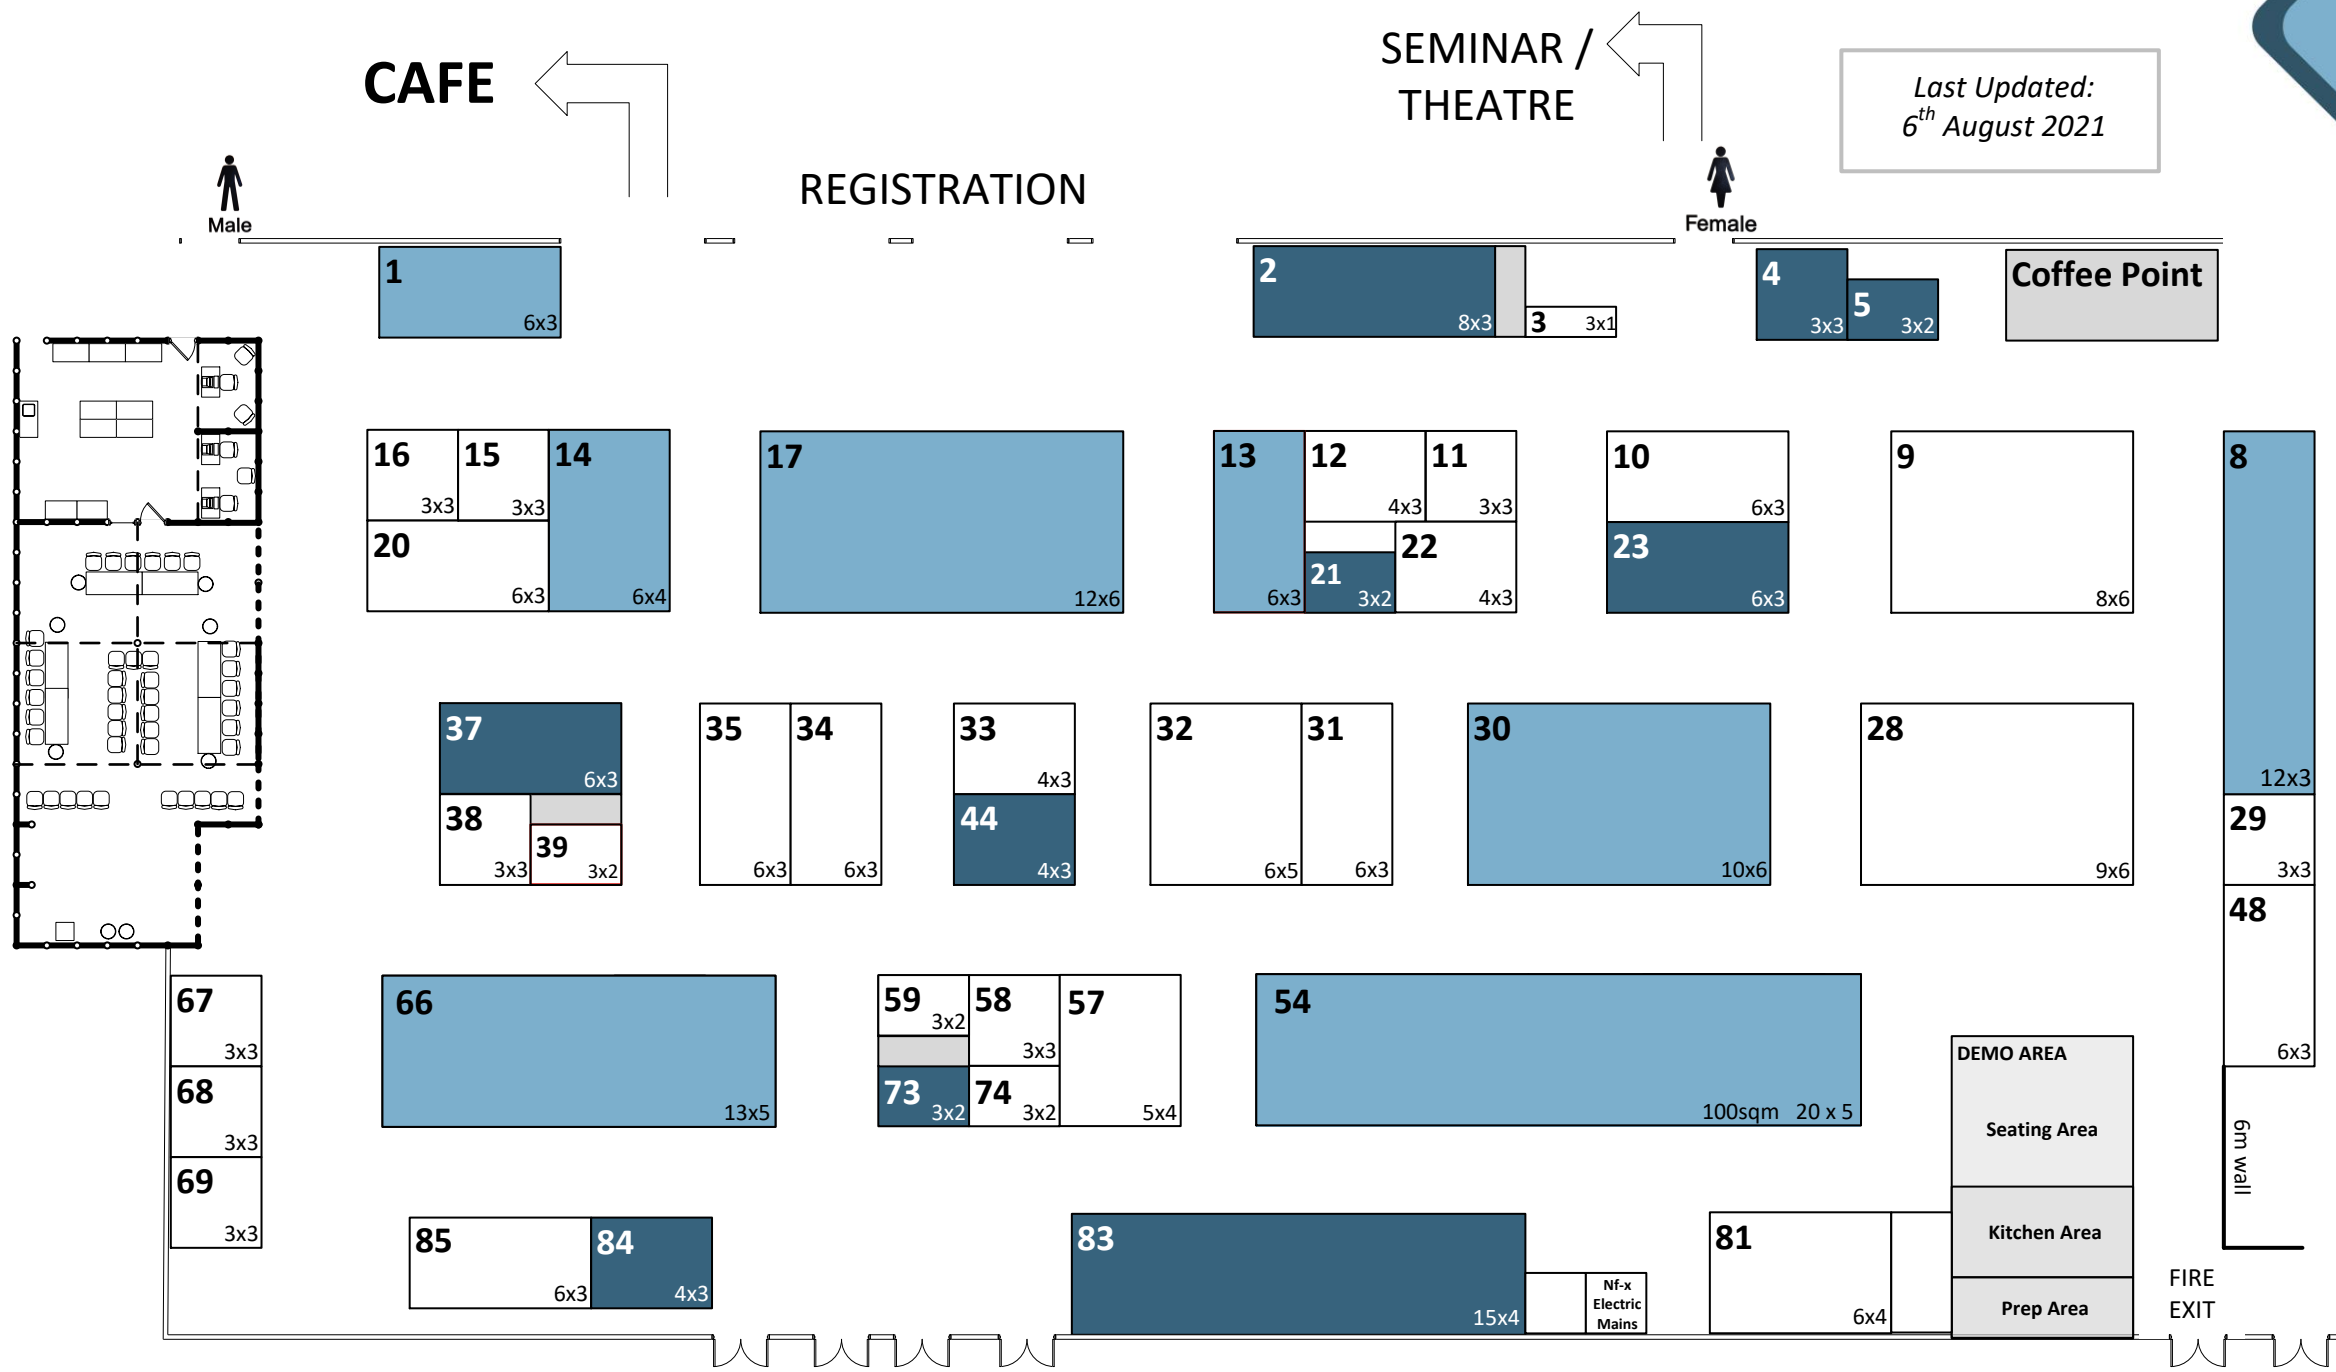 CAFE
SEMINAR /
THEATRE
Last Updated:
6th August 2021
REGISTRATION
Male
Female
1
6x3
2
8x3
3
3x1
4
3x3
5
3x2
Coffee Point
16
3x3
15
3x3
14
6x4
20
6x3
17
12x6
13
6x3
12
4x3
11
3x3
21
3x2
22
4x3
10
6x3
23
6x3
9
8x6
8
12x3
37
6x3
38
3x3
39
3x2
35
6x3
34
6x3
33
4x3
44
4x3
32
6x5
31
6x3
30
10x6
28
9x6
29
3x3
48
6x3
67
3x3
68
3x3
69
3x3
66
13x5
59
3x2
58
3x3
57
5x4
73
3x2
74
3x2
54
100sqm 20 x 5
DEMO AREA
Seating Area
Kitchen Area
Prep Area
6m wall
85
6x3
84
4x3
83
15x4
Nf-x
Electric
Mains
81
6x4
FIRE
EXIT